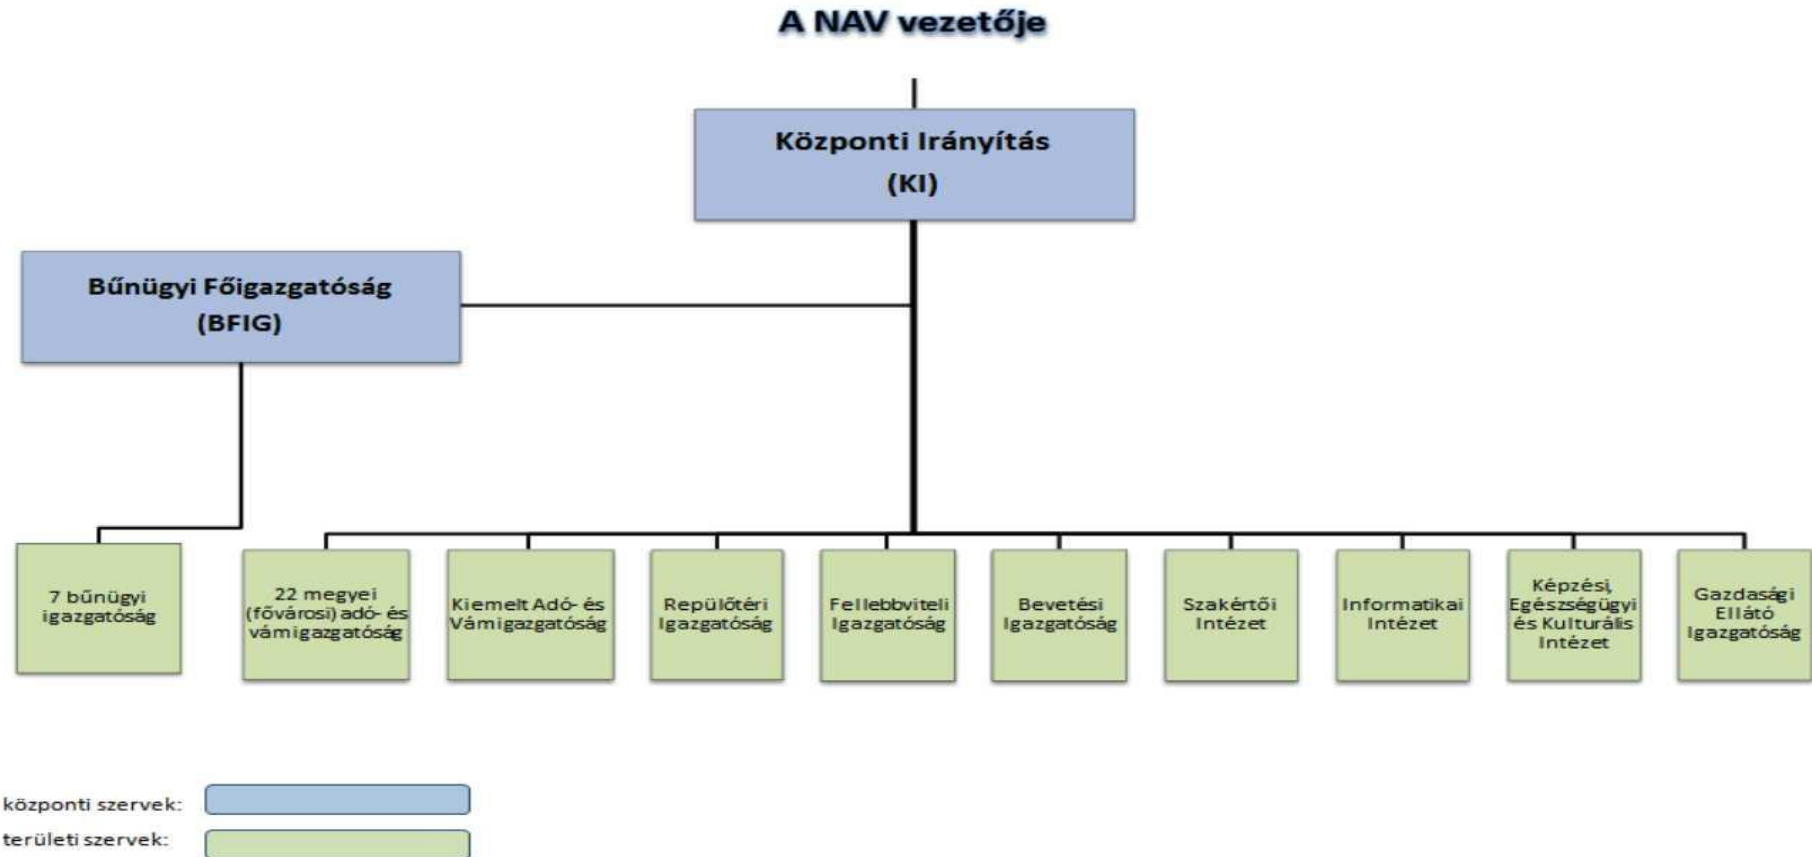 A NAV vezetője
Központi Irányítás
(KI)
Bűnügyi Főigazgatóság
(BFIG)
7 bűnügyi
igazgatóság
22 megyei
(fővárosi) adó- és
vámigazgatóság
Kiemelt Adó- és
Vámigazgatóság
Repülőtéri
Igazgatóság
Fellebbviteli
Igazgatóság
Bevetési
Igazgatóság
Szakértői
Intézet
Informatikai
Intézet
Képzési,
Egészségügyi
és Kulturális
Intézet
Gazdasági
Ellátó
Igazgatóság
központi szervek:
területi szervek: